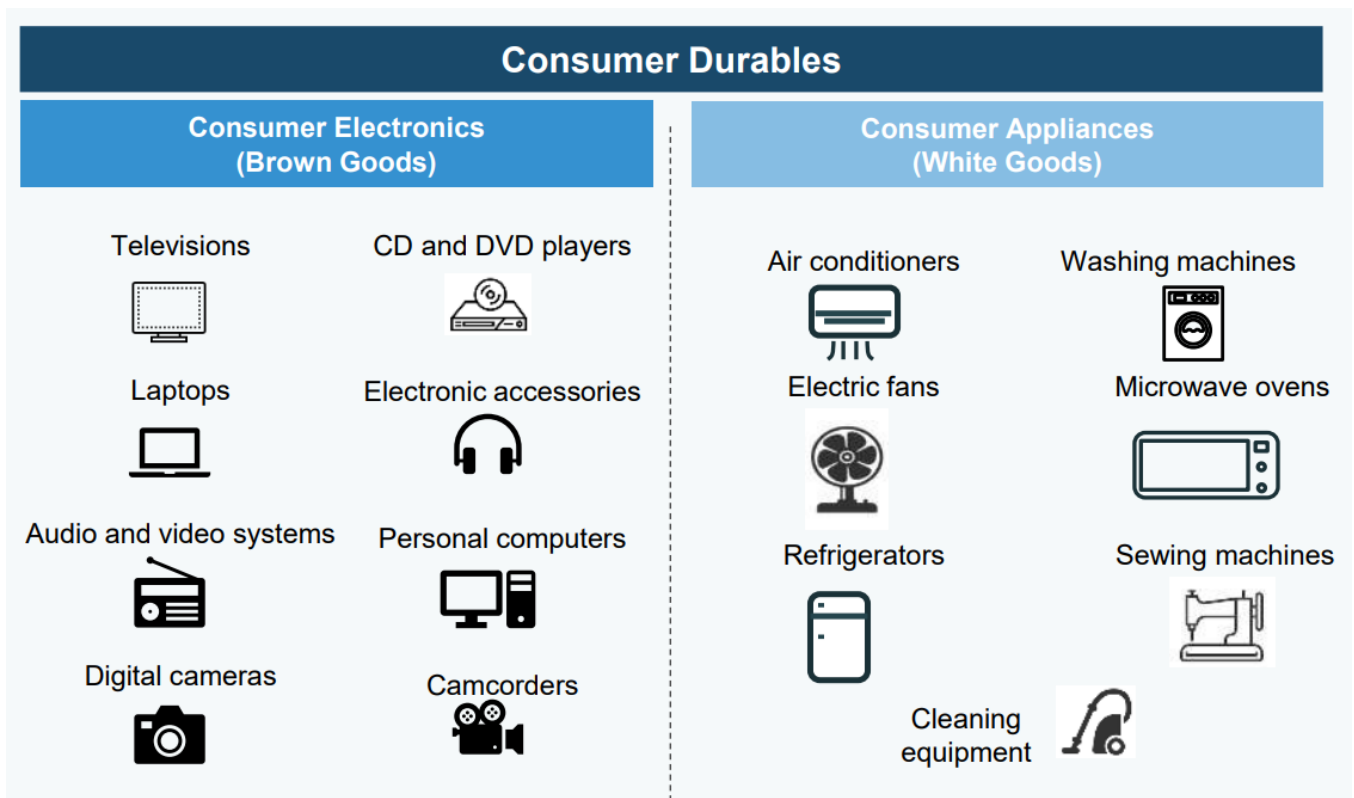 Consumer Durables
Consumer Electronics
(Brown Goods)
Televisions
CD and DVD players
Laptops
Electronic accessories
Audio and video systems
Personal computers
Digital cameras
Camcorders
Consumer Appliances
(White Goods)
Air conditioners
Washing machines
Electric fans
Microwave ovens
Refrigerators
Sewing machines
Cleaning
equipment